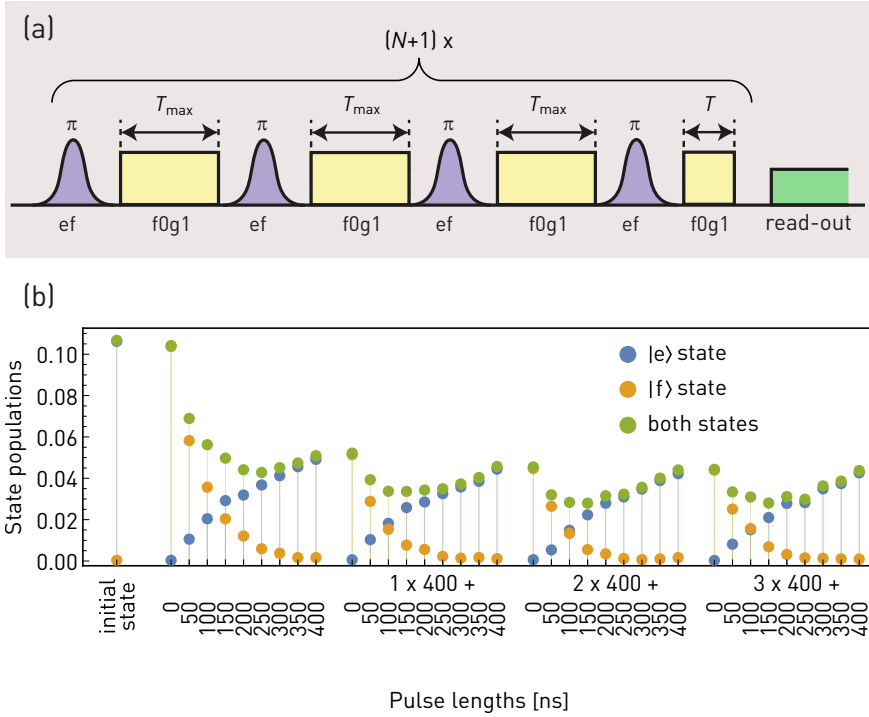 (a)
(N+1) x
π T_max π T_max π T_max π T
ef f0g1 ef f0g1 ef f0g1 ef f0g1 read-out
(b)
State populations
0.10
0.08
0.06
0.04
0.02
0.00
|e⟩ state
|f⟩ state
both states
1 x 400 + 2 x 400 + 3 x 400 +
initial state 0 50 100 150 200 250 300 350 400 0 50 100 150 200 250 300 350 400 0 50 100 150 200 250 300 350 400 0 50 100 150 200 250 300 350 400
Pulse lengths [ns]